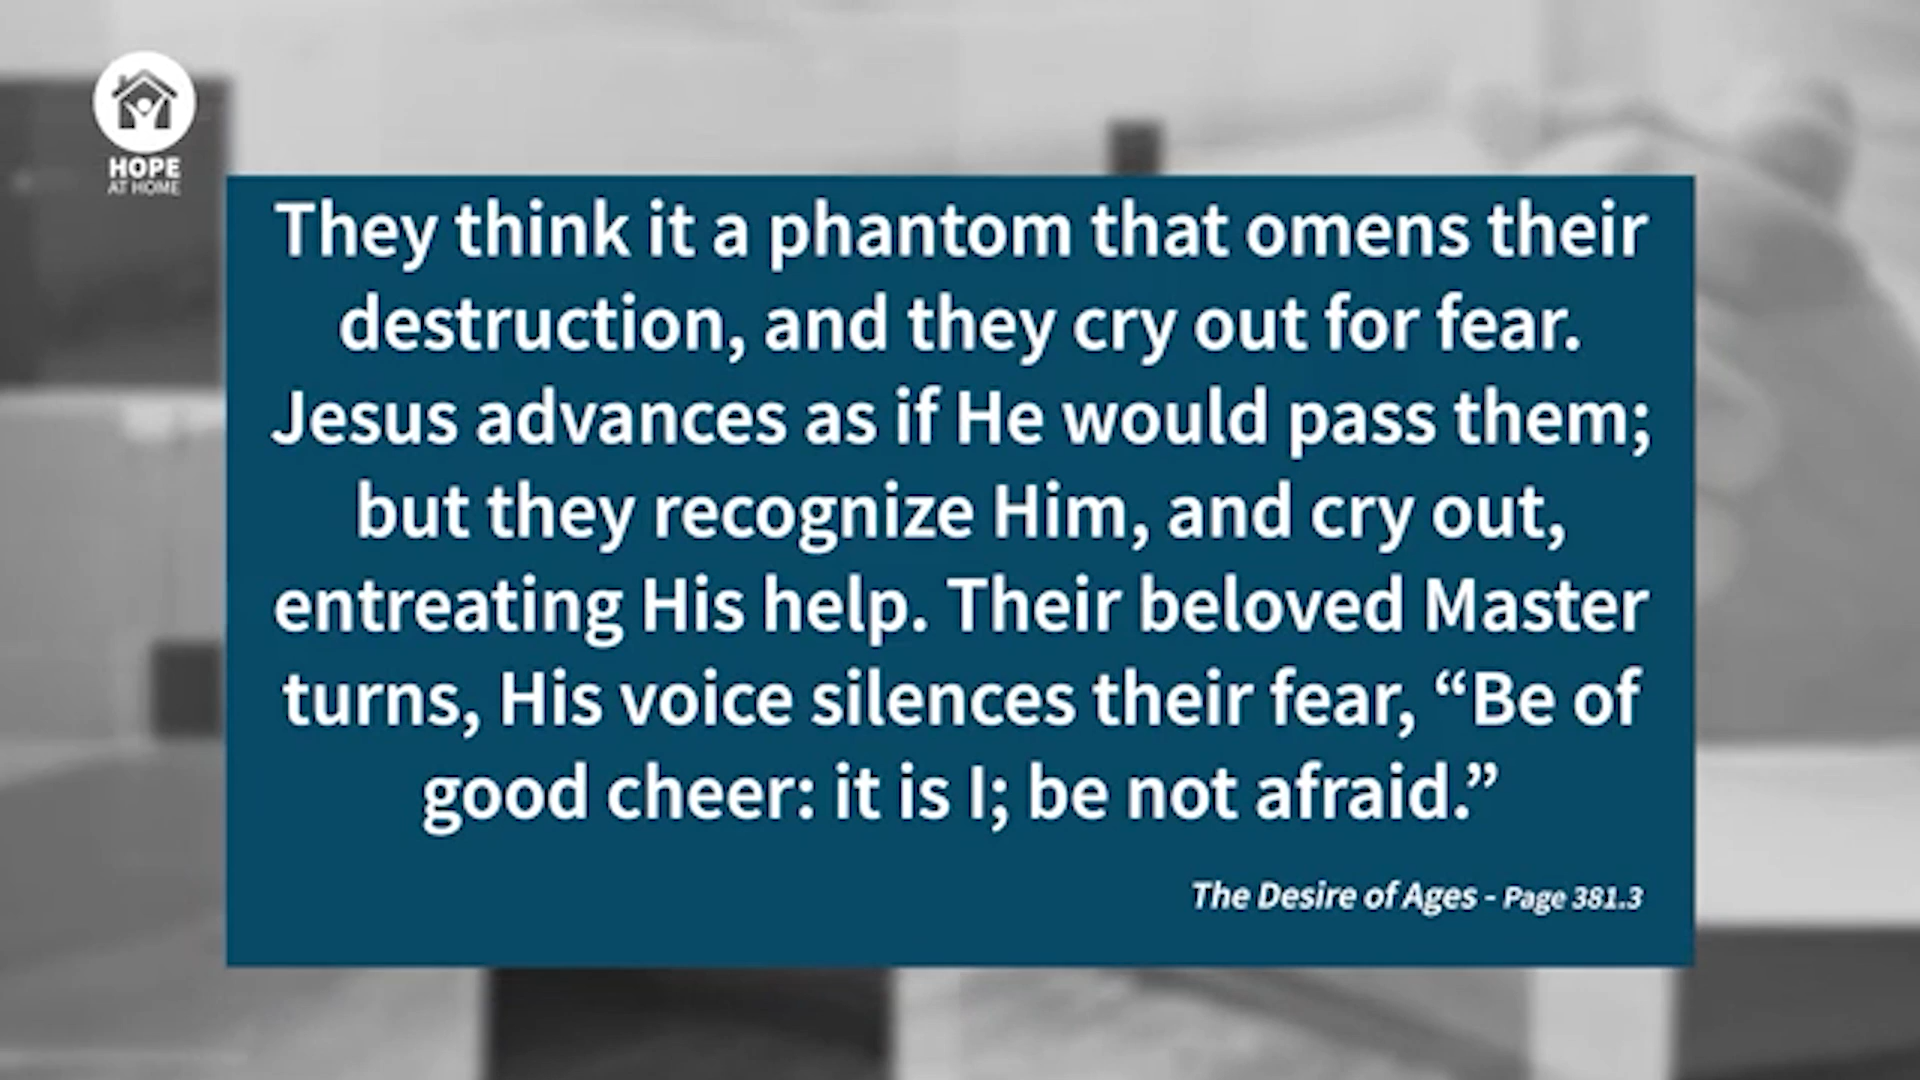 HOPE
AT HOME
They think it a phantom that omens their
destruction, and they cry out for fear.
Jesus advances as if He would pass them;
but they recognize Him, and cry out,
entreating His help. Their beloved Master
turns, His voice silences their fear, “Be of
good cheer: it is I; be not afraid.”
The Desire of Ages - Page 381.3